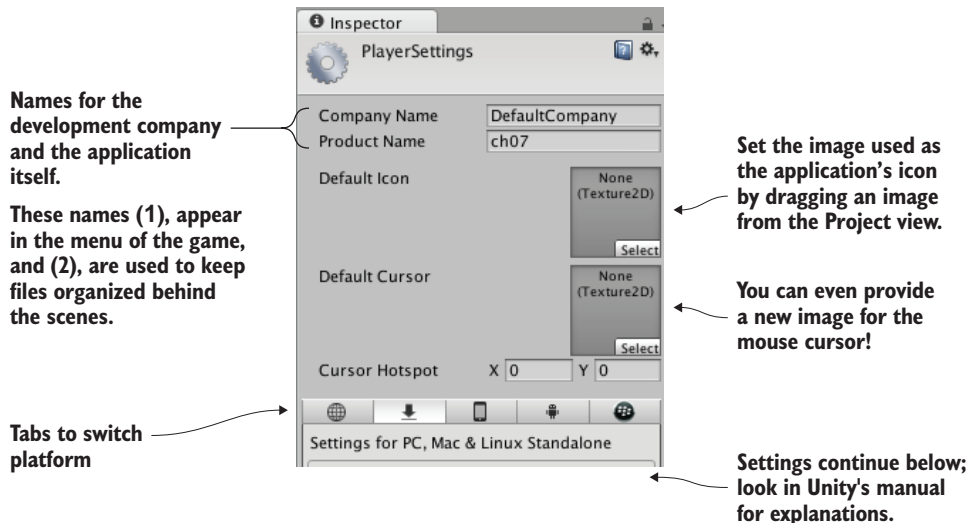 Inspector
PlayerSettings
Company Name DefaultCompany
Product Name ch07
Default Icon
None
(Texture2D)
Select
Default Cursor
None
(Texture2D)
Select
Cursor Hotspot X 0 Y 0
Settings for PC, Mac & Linux Standalone
Names for the
development company
and the application
itself.
These names (1), appear
in the menu of the game,
and (2), are used to keep
files organized behind
the scenes.
Tabs to switch
platform
Set the image used as
the application’s icon
by dragging an image
from the Project view.
You can even provide
a new image for the
mouse cursor!
Settings continue below;
look in Unity's manual
for explanations.